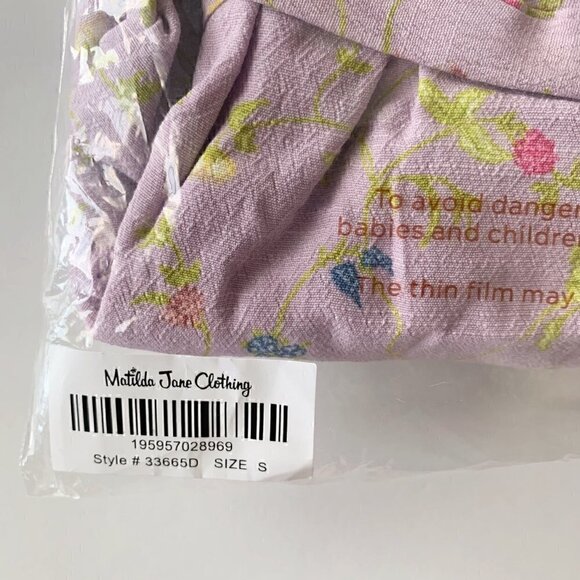 To avoid danger
babies and children
The thin film may
Matilda Jane Clothing
195957028969
Style # 33665D SIZE S